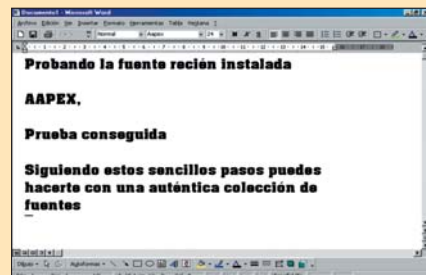 Documento1 - Microsoft Word
Archivo Edición Ver Insertar Formato Herramientas Tabla Ventana ?
Normal Aapex 24
Probando la fuente recién instalada
AAPEX,
Prueba conseguida
Siguiendo estos sencillos pasos puedes
hacerte con una auténtica colección de
fuentes
Dibujo Autoformas